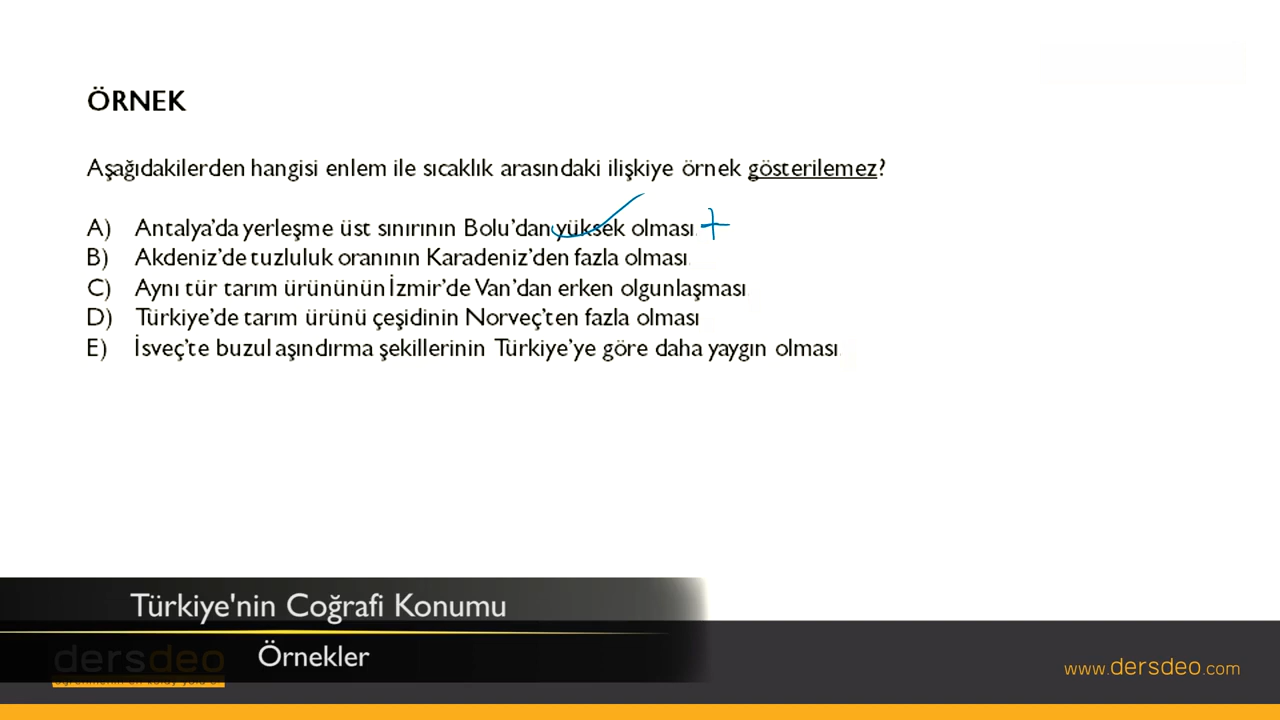 ÖRNEK
Aşağıdakilerden hangisi enlem ile sıcaklık arasındaki ilişkiye örnek gösterilemez?
A) Antalya'da yerleşme üst sınırının Bolu'dan yüksek olması. +
B) Akdeniz'de tuzluluk oranının Karadeniz'den fazla olması.
C) Aynı tür tarım ürününün İzmir'de Van'dan erken olgunlaşması
D) Türkiye'de tarım ürünü çeşidinin Norveç'ten fazla olması
E) İsveç'te buzul aşındırma şekillerinin Türkiye'ye göre daha yaygın olması.
Türkiye'nin Coğrafi Konumu
Örnekler
dersdeo
www.dersdeo.com